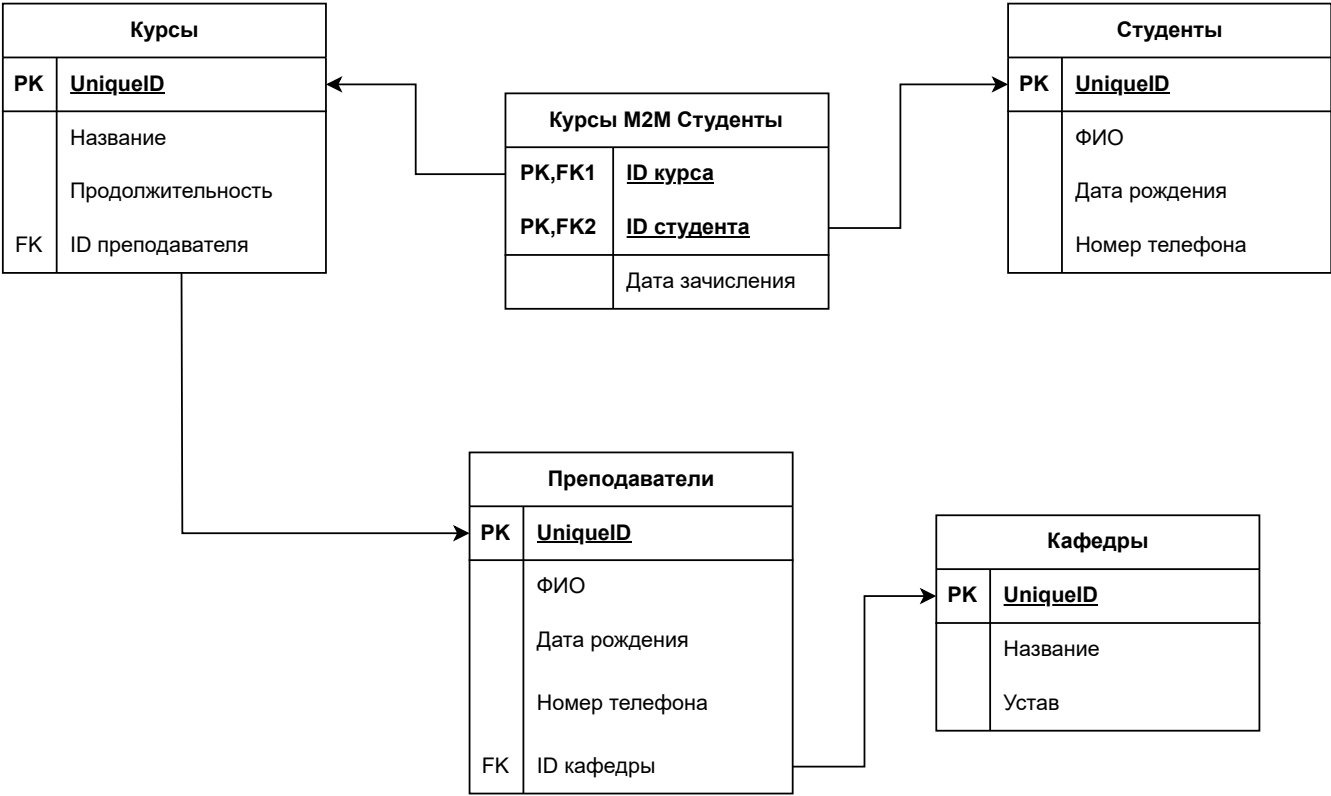 Курсы
PK UniqueID
Название
Продолжительность
FK ID преподавателя
Курсы M2M Студенты
PK,FK1 ID курса
PK,FK2 ID студента
Дата зачисления
Студенты
PK UniqueID
ФИО
Дата рождения
Номер телефона
Преподаватели
PK UniqueID
ФИО
Дата рождения
Номер телефона
FK ID кафедры
Кафедры
PK UniqueID
Название
Устав